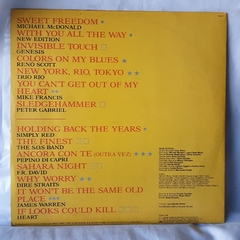 SWEET FREEDOM
MICHAEL McDONALD
WITH YOU ALL THE WAY
NEW EDITION
INVISIBLE TOUCH
GENESIS
COLORS ON MY BLUES
RENO SCOTT
NEW YORK, RIO, TOKYO
TRIO RIO
YOU CAN'T GET OUT OF MY
HEART
MIKE FRANCIS
SLEDGEHAMMER
PETER GABRIEL
HOLDING BACK THE YEARS
SIMPLY RED
THE FINEST
THE SOS BAND
ANCORA CON TE (OUTRA VEZ)
PEPINO DI CAPRI
SAHARA NIGHT
F.R. DAVID
WHY WORRY
DIRE STRAITS
IT WON'T BE THE SAME OLD
PLACE
JAMES WARREN
IF LOOKS COULD KILL
HEART